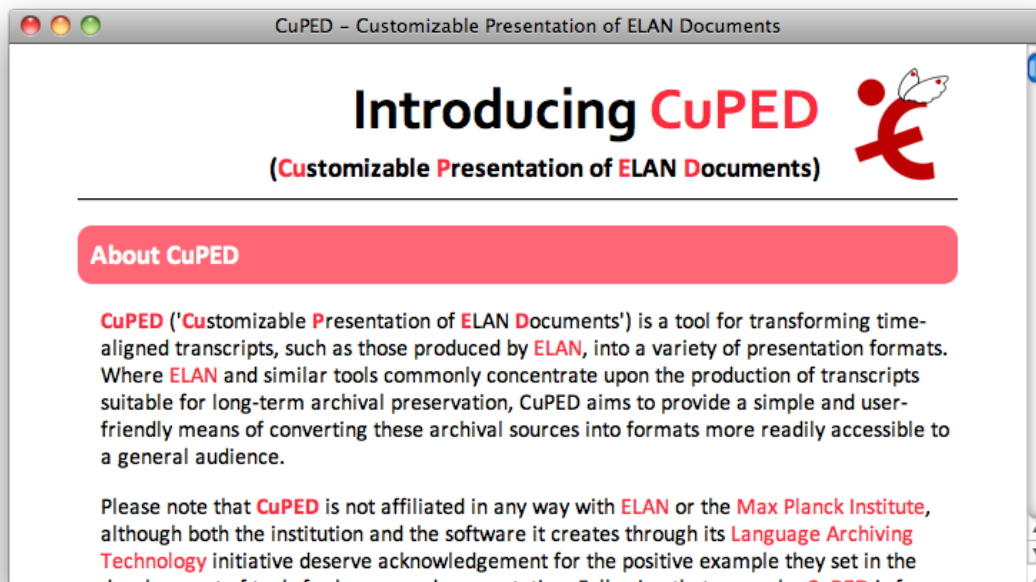 CuPED – Customizable Presentation of ELAN Documents
Introducing CuPED
(Customizable Presentation of ELAN Documents)
About CuPED
CuPED ('Customizable Presentation of ELAN Documents') is a tool for transforming time-
aligned transcripts, such as those produced by ELAN, into a variety of presentation formats.
Where ELAN and similar tools commonly concentrate upon the production of transcripts
suitable for long-term archival preservation, CuPED aims to provide a simple and user-
friendly means of converting these archival sources into formats more readily accessible to
a general audience.
Please note that CuPED is not affiliated in any way with ELAN or the Max Planck Institute,
although both the institution and the software it creates through its Language Archiving
Technology initiative deserve acknowledgement for the positive example they set in the